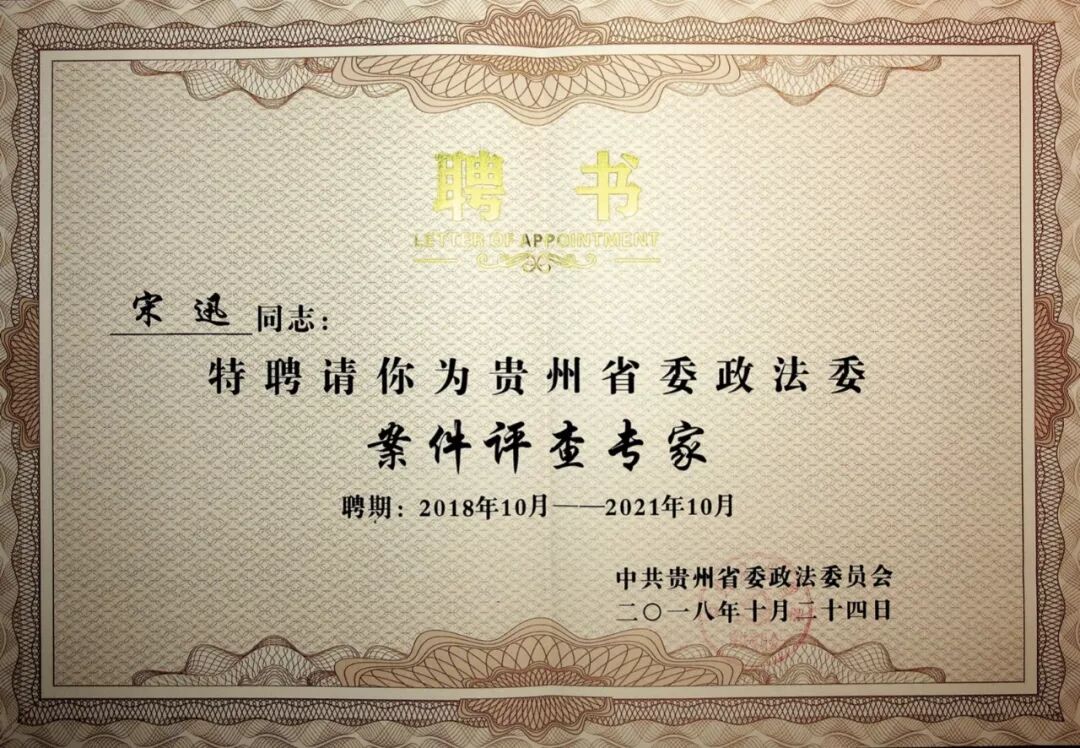 聘书
LETTER OF APPOINTMENT
宋迅同志：
特聘请你为贵州省委政法委
案件评查专家
聘期：2018年10月——2021年10月
中共贵州省委政法委员会
二〇一八年十月二十四日